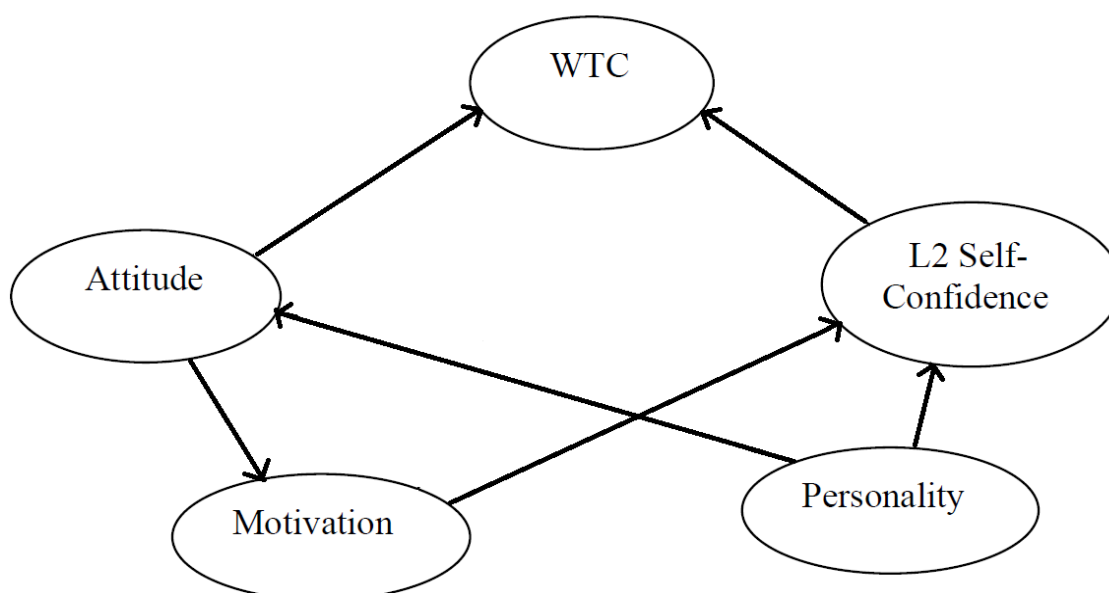 WTC
Attitude
L2 Self-
Confidence
Motivation
Personality